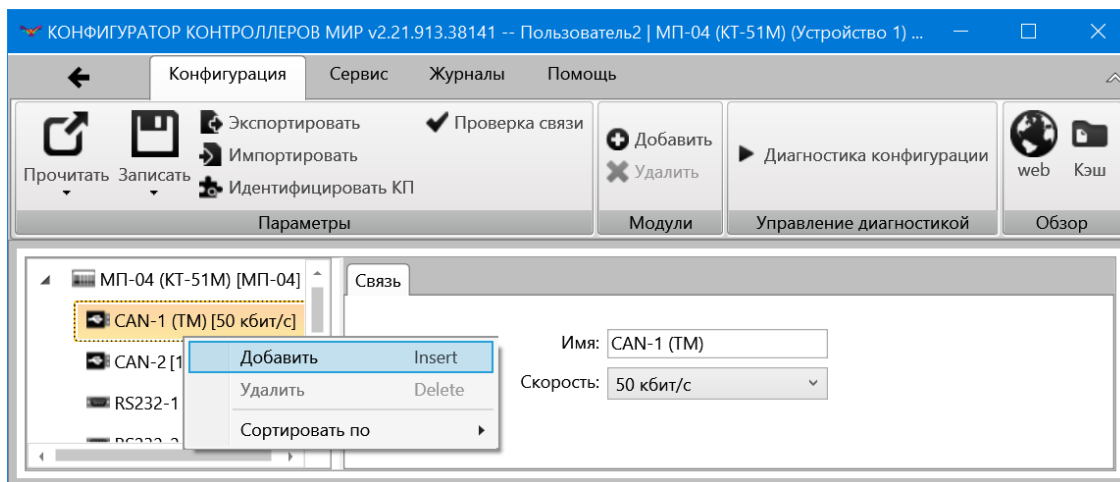 КОНФИГУРАТОР КОНТРОЛЛЕРОВ МИР v2.21.913.38141 -- Пользователь2 | МП-04 (КТ-51М) (Устройство 1) ...
Конфигурация Сервис Журналы Помощь
Прочитать Записать
Экспортировать
Импортировать
Идентифицировать КП
Проверка связи
Параметры
Добавить
Удалить
Модули
Диагностика конфигурации
Управление диагностикой
web Кэш
Обзор
МП-04 (КТ-51М) [МП-04]
CAN-1 (ТМ) [50 кбит/с]
CAN-2 [1
RS232-1
Добавить Insert
Удалить Delete
Сортировать по
Связь
Имя: CAN-1 (ТМ)
Скорость: 50 кбит/с